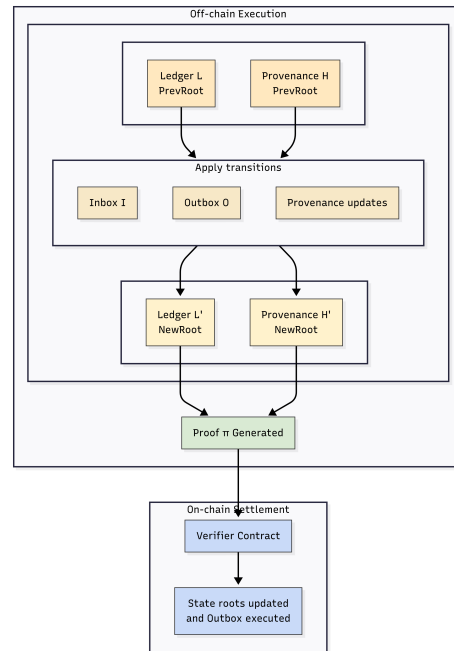 Off-chain Execution
Ledger L
PrevRoot
Provenance H
PrevRoot
Apply transitions
Inbox I
Outbox O
Provenance updates
Ledger L'
NewRoot
Provenance H'
NewRoot
Proof π Generated
On-chain Settlement
Verifier Contract
State roots updated
and Outbox executed